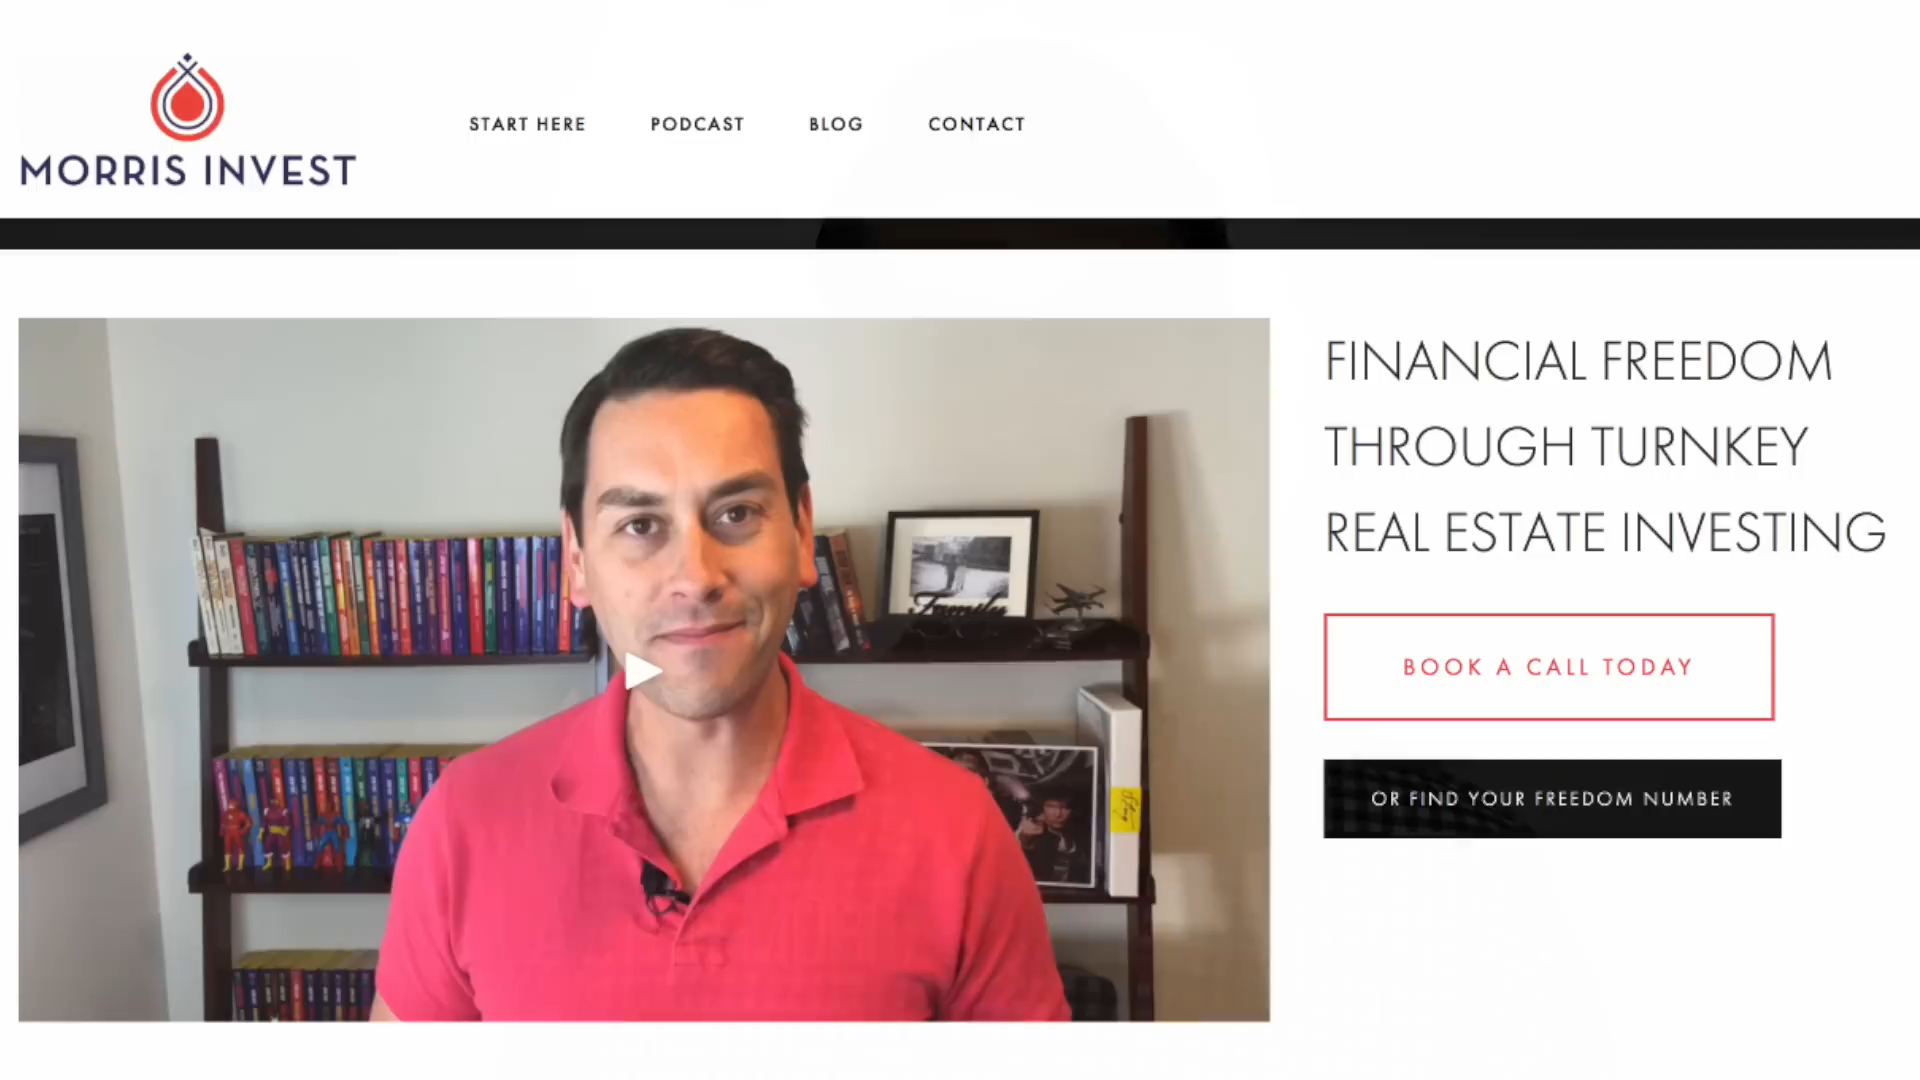 MORRIS INVEST
START HERE
PODCAST
BLOG
CONTACT
FINANCIAL FREEDOM
THROUGH TURNKEY
REAL ESTATE INVESTING
BOOK A CALL TODAY
OR FIND YOUR FREEDOM NUMBER
Family